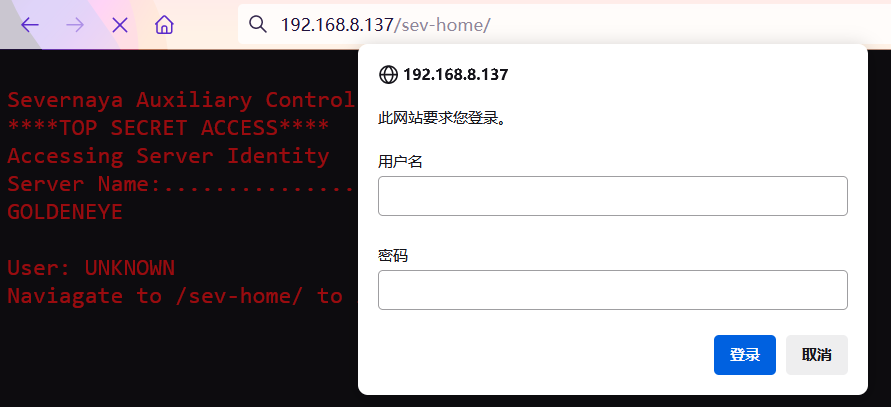 192.168.8.137/sev-home/
192.168.8.137
此网站要求您登录。
用户名
密码
登录
取消
Severnaya Auxiliary Control
****TOP SECRET ACCESS****
Accessing Server Identity
Server Name:...............
GOLDENEYE
User: UNKNOWN
Naviagate to /sev-home/ to